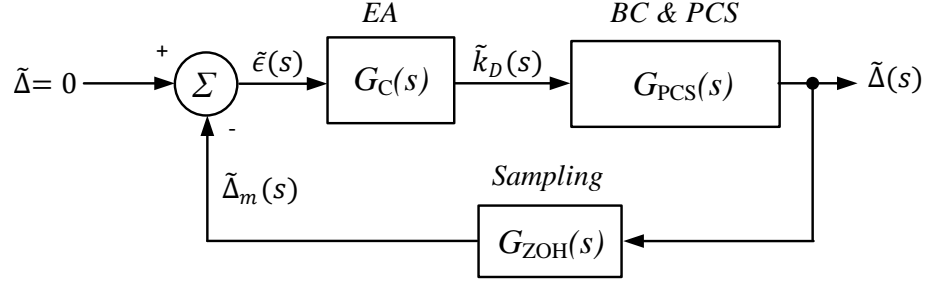 EA
BC & PCS
Δ̃= 0
+
Σ
-
ϵ̃(s)
G_C(s)
k̃_D(s)
G_PCS(s)
Δ̃(s)
Δ̃_m(s)
Sampling
G_ZOH(s)